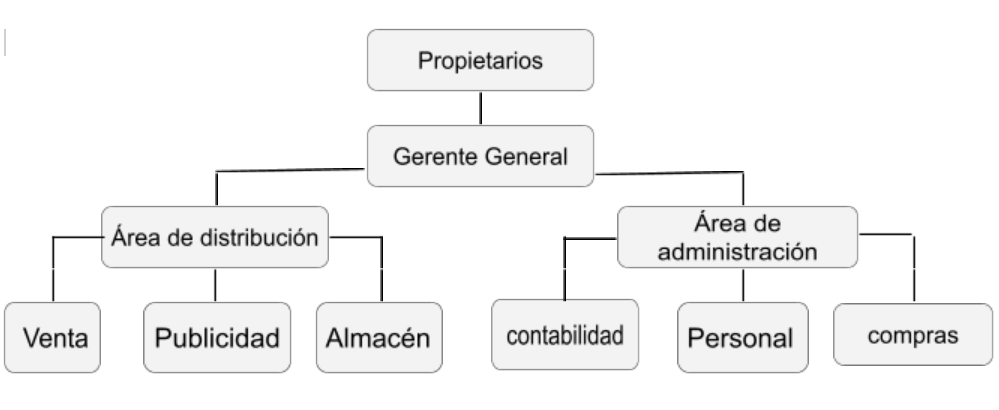 Propietarios
Gerente General
Área de distribución
Área de
administración
Venta
Publicidad
Almacén
contabilidad
Personal
compras